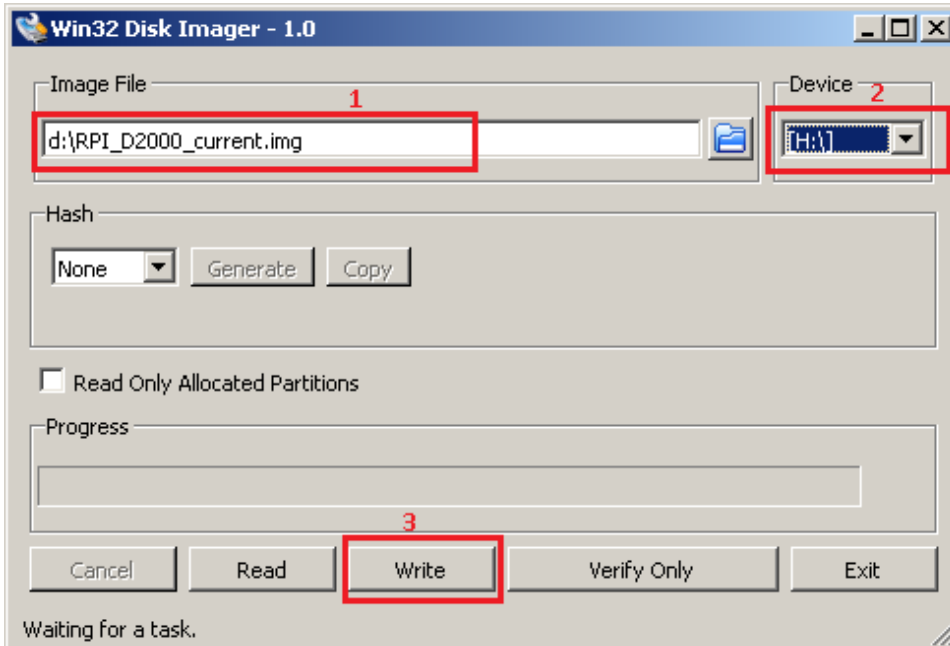 Win32 Disk Imager - 1.0
Image File
Device
1
2
d:\RPI_D2000_current.img
[H:\]
Hash
None
Generate
Copy
Read Only Allocated Partitions
Progress
3
Cancel
Read
Write
Verify Only
Exit
Waiting for a task.